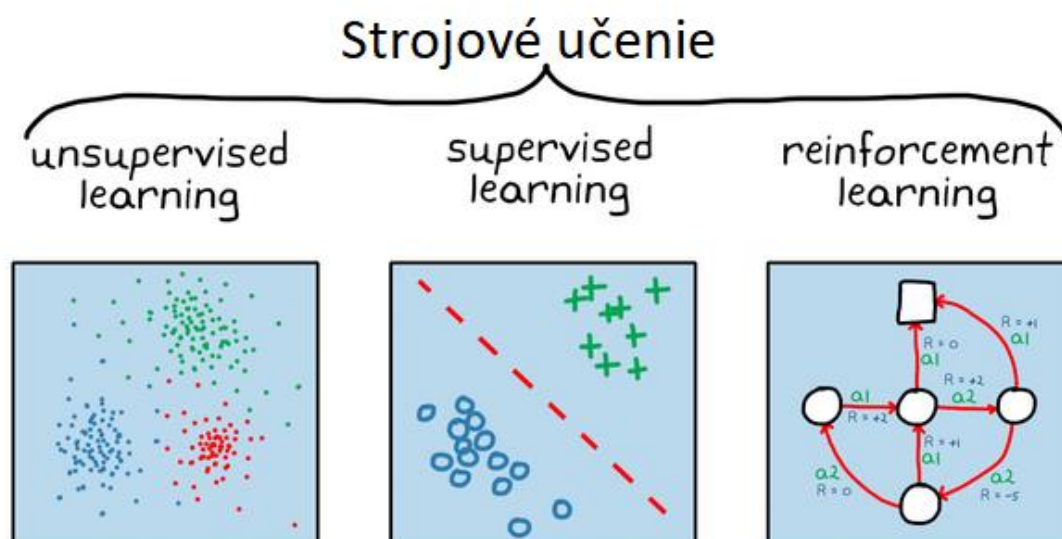 Strojové učenie
unsupervised
learning
supervised
learning
reinforcement
learning
R = +1
a1
R = 0
a1
R = +2
a2
a1
R = +2
R = +1
a1
a2
R = 0
a2
R = -5